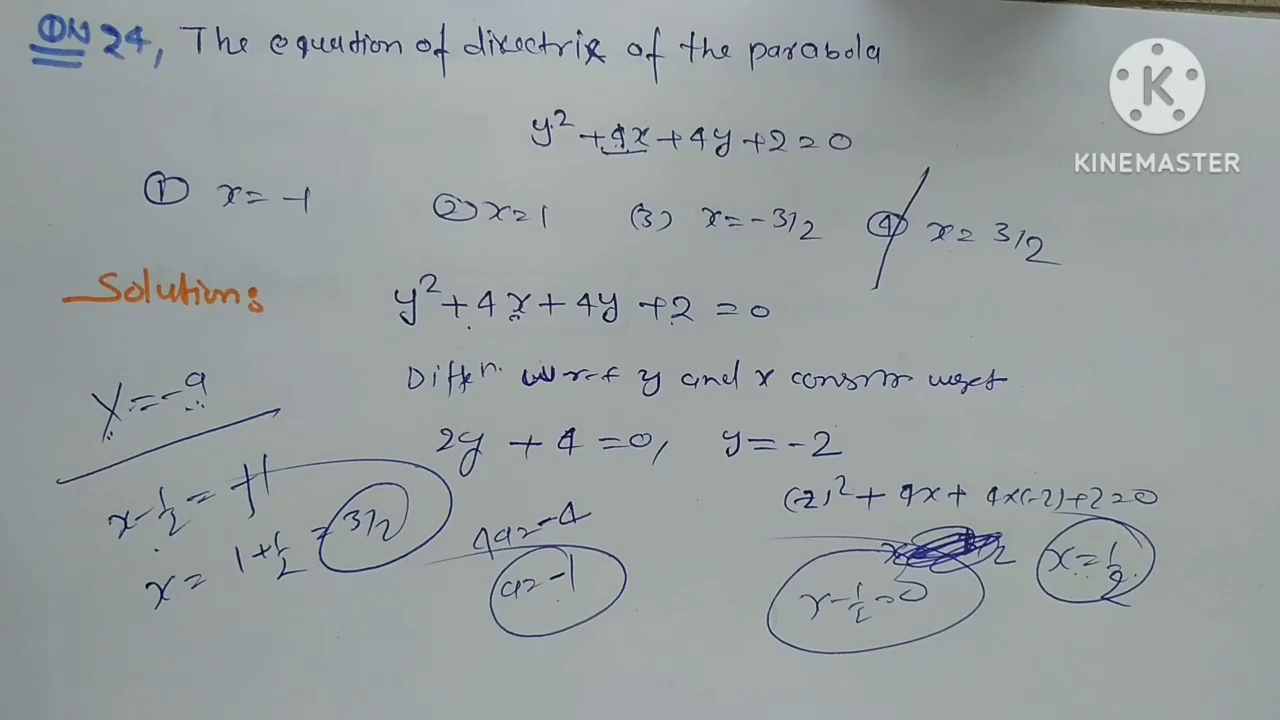 QN 24, The equation of directrix of the parabola
y² + 4x + 4y + 2 = 0
K
KINEMASTER
① x = -1 ② x = 1 (3) x = -3/2 ④ x = 3/2
Solution:
y² + 4x + 4y + 2 = 0
Diffn. w.r.t y and x
y = -a
2y + 4 = 0, y = -2
(-2)² + 4x + 4x(-2) + 2 = 0
x - 1/2 = +1
x = 1 + 1/2 = 3/2
4a = -4
a = -1
x = 1/2
x - 1/2 = 0